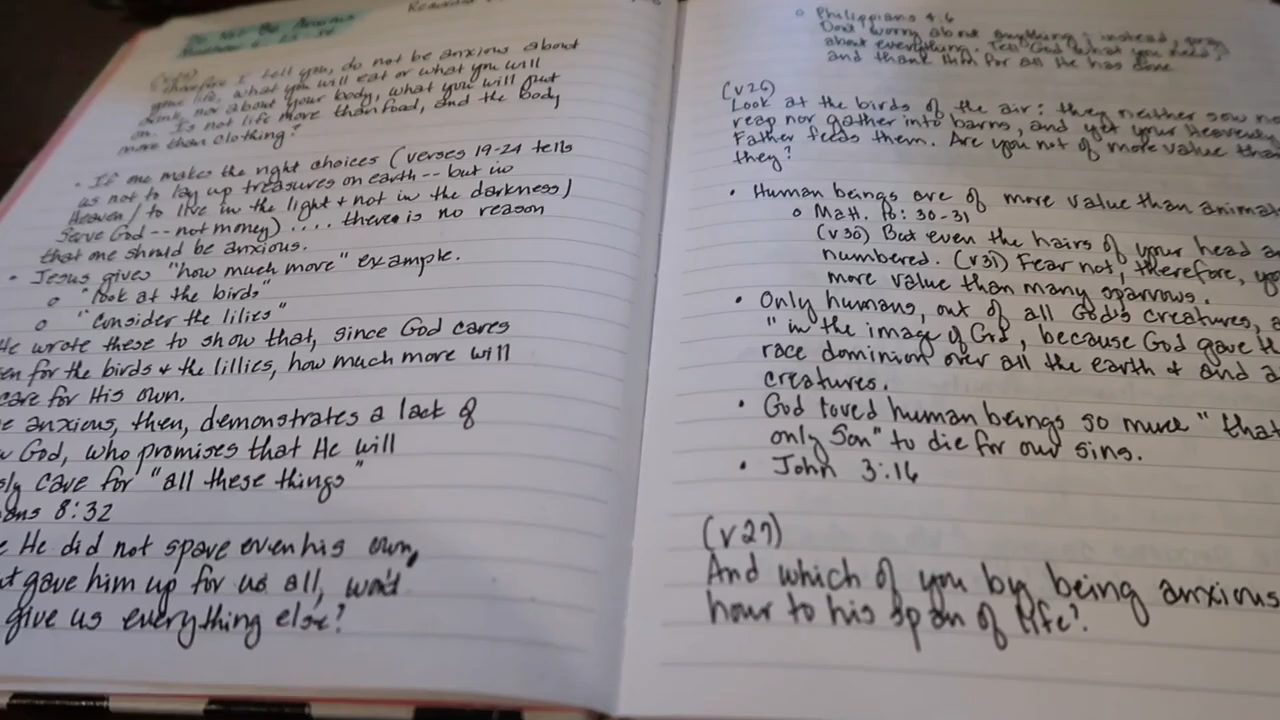 Do Not Be Anxious
(v25)
Therefore I tell you, do not be anxious about
your life, what you will eat or what you will
drink, nor about your body, what you will put
on. Is not life more than food, and the body
more than clothing?
• If one makes the right choices (verses 19-24 tells
us not to lay up treasures on earth -- but in
Heaven / to live in the light + not in the darkness /
Serve God -- not money) .... there is no reason
that one should be anxious.
• Jesus gives "how much more" example.
o "look at the birds"
o "Consider the lilies"
He wrote these to show that, since God cares
en for the birds + the lillies, how much more will
care for His own.
e anxious, then, demonstrates a lack of
God, who promises that He will
sly care for "all these things"
ans 8:32
e He did not spare even his own,
t gave him up for us all, won't
give us everything else?
o Philippians 4:6
Don't worry about anything; instead, pray
about everything. Tell God what you need,
and thank Him for all He has done
(v26)
Look at the birds of the air: they neither sow
reap nor gather into barns, and yet your Heavenly
Father feeds them. Are you not of more value than
they?
• Human beings are of more value than animal
o Matt. 10: 30-31
(v30) But even the hairs of your head a
numbered. (v31) Fear not, therefore, yo
more value than many sparrows.
• Only humans, out of all God's creatures, a
"in the image of God, because God gave th
race dominion over all the earth + and a
creatures.
• God loved human beings so much "that
only Son" to die for our sins.
• John 3:16
(v27)
And which of you by being anxious
hour to his span of life?